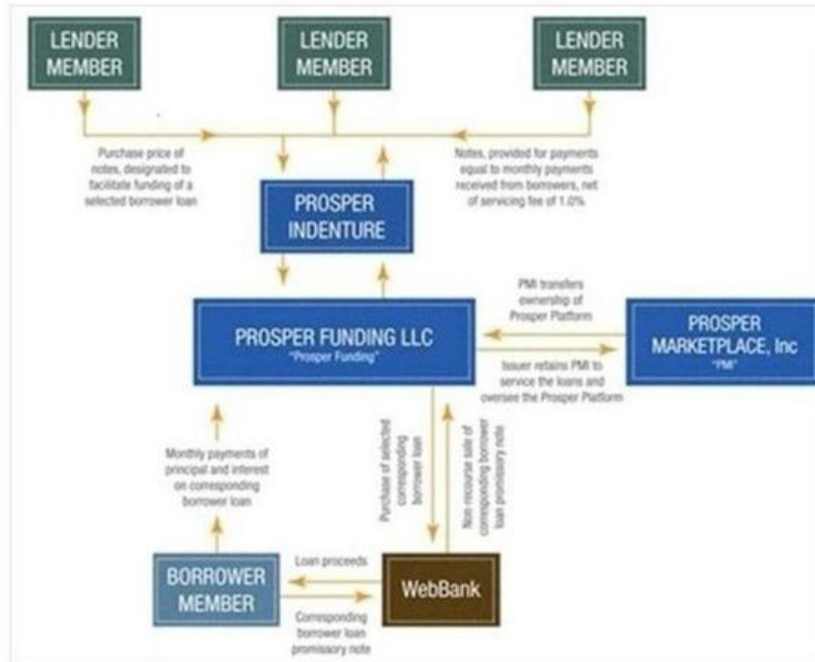 LENDER
MEMBER
LENDER
MEMBER
LENDER
MEMBER
Purchase price of
notes, designated to
facilitate funding of a
selected borrower loan
Notes, provided for payments
equal to monthly payments
received from borrowers, net
of servicing fee of 1.0%
PROSPER
INDENTURE
PROSPER FUNDING LLC
"Prosper Funding"
PMI transfers
ownership of
Prosper Platform
Issuer retains PMI to
service the loans and
oversee the Prosper Platform
PROSPER
MARKETPLACE, Inc
"PMI"
Monthly payments of
principal and interest
on corresponding
borrower loan
Purchase of selected
corresponding
borrower loan
Non-recourse sale of
corresponding borrower
loan promissory note
BORROWER
MEMBER
Loan proceeds
Corresponding
borrower loan
promissory note
WebBank